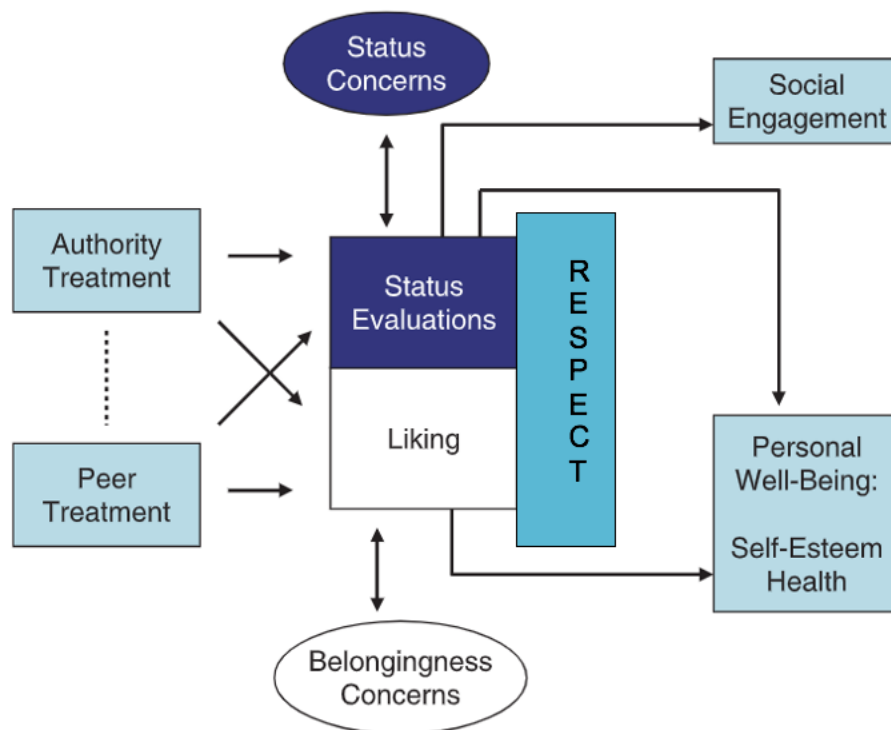 Status
Concerns
Social
Engagement
Authority
Treatment
Status
Evaluations
RESPECT
Liking
Peer
Treatment
Personal
Well-Being:
Self-Esteem
Health
Belongingness
Concerns